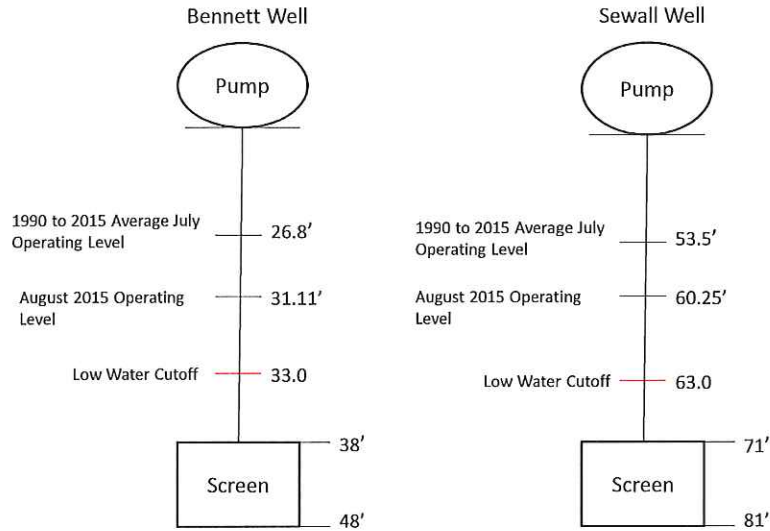 Bennett Well
Pump
1990 to 2015 Average July
Operating Level
26.8'
August 2015 Operating
Level
31.11'
Low Water Cutoff
33.0
38'
Screen
48'
Sewall Well
Pump
1990 to 2015 Average July
Operating Level
53.5'
August 2015 Operating
Level
60.25'
Low Water Cutoff
63.0
71'
Screen
81'